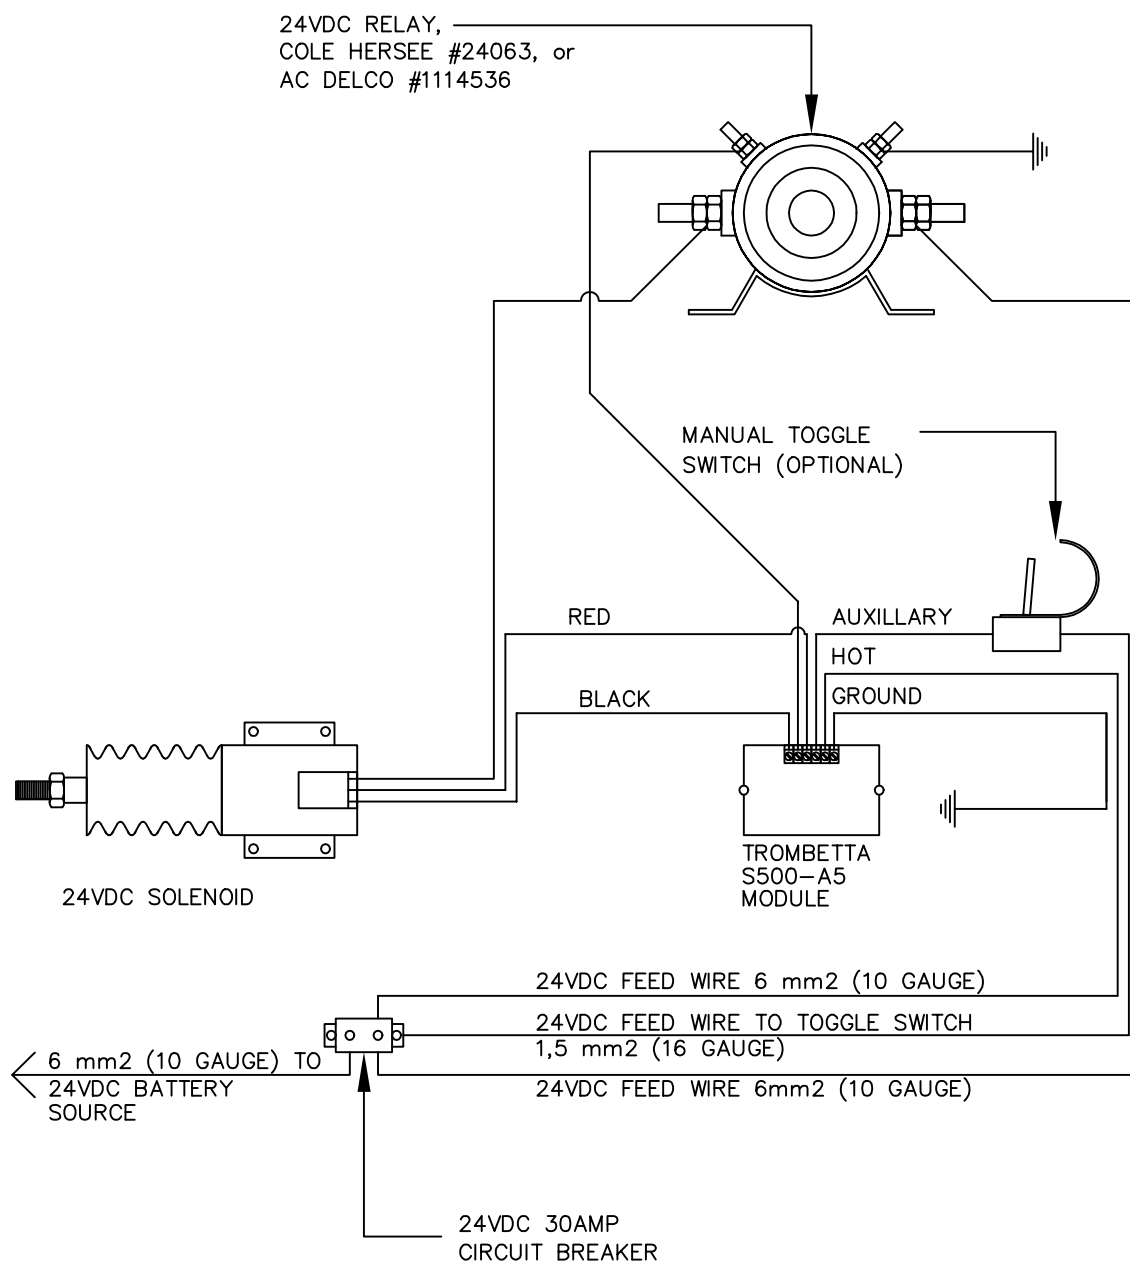 24VDC RELAY,
COLE HERSEE #24063, or
AC DELCO #1114536
MANUAL TOGGLE
SWITCH (OPTIONAL)
RED
AUXILLARY
HOT
BLACK
GROUND
TROMBETTA
S500-A5
MODULE
24VDC SOLENOID
24VDC FEED WIRE 6 mm2 (10 GAUGE)
24VDC FEED WIRE TO TOGGLE SWITCH
1,5 mm2 (16 GAUGE)
6 mm2 (10 GAUGE) TO
24VDC BATTERY
SOURCE
24VDC FEED WIRE 6mm2 (10 GAUGE)
24VDC 30AMP
CIRCUIT BREAKER